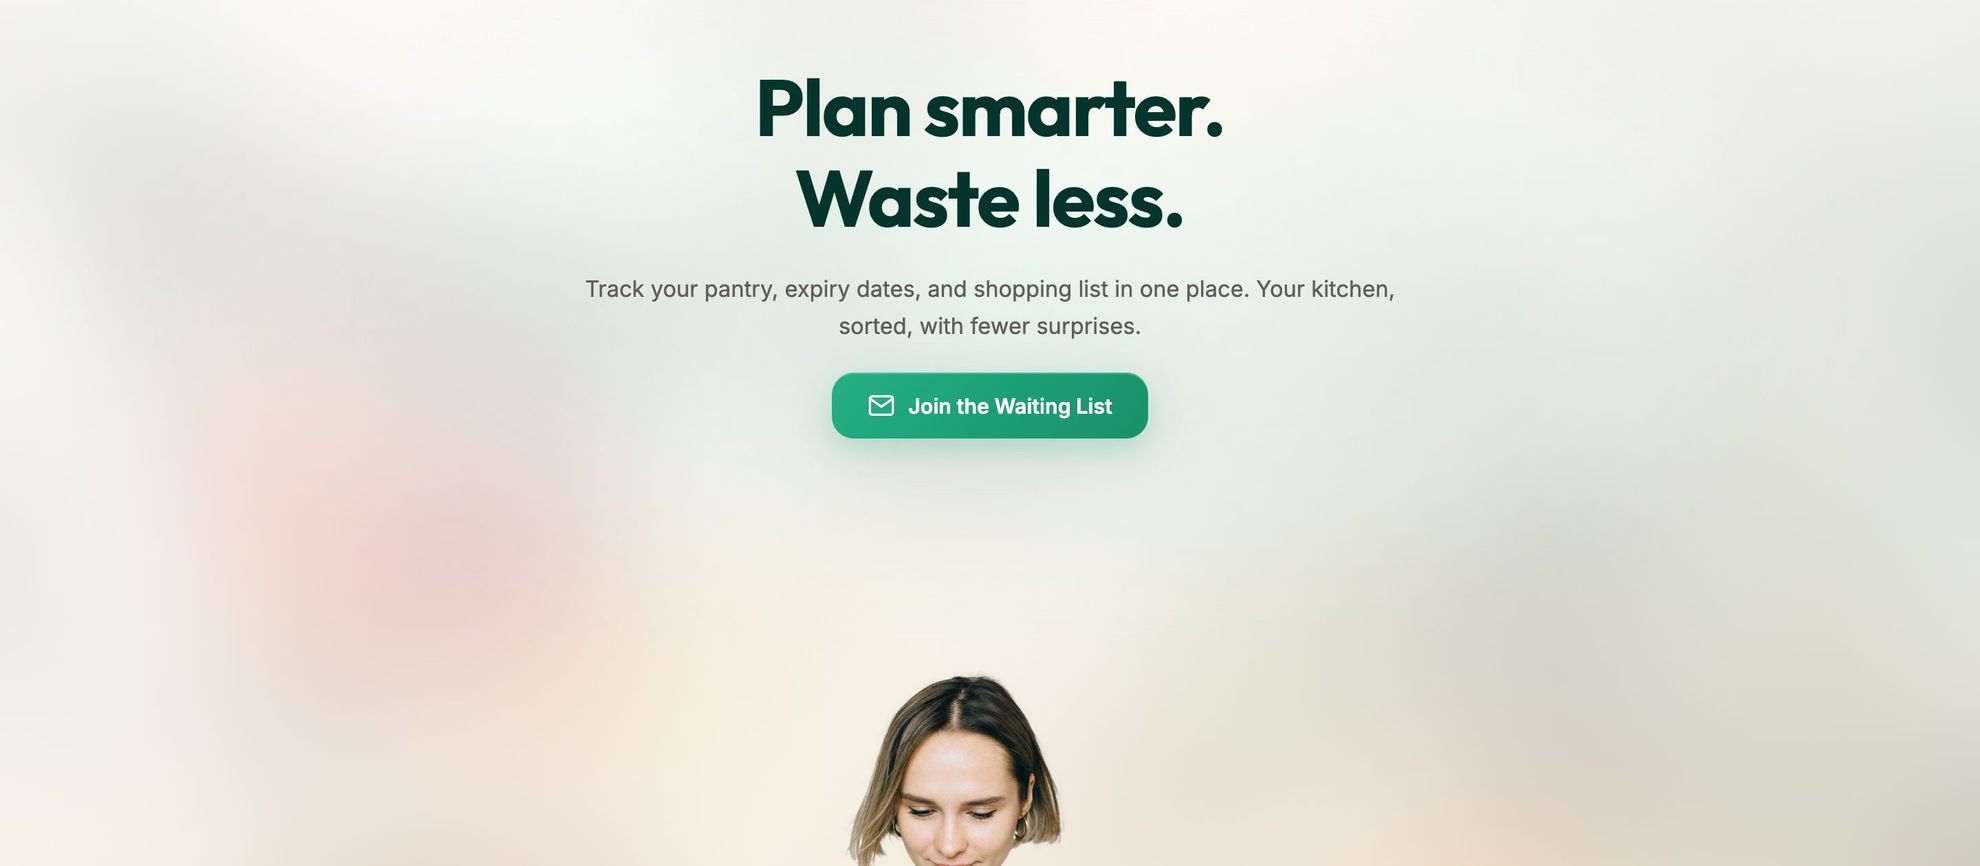 Plan smarter.
Waste less.
Track your pantry, expiry dates, and shopping list in one place. Your kitchen,
sorted, with fewer surprises.
Join the Waiting List